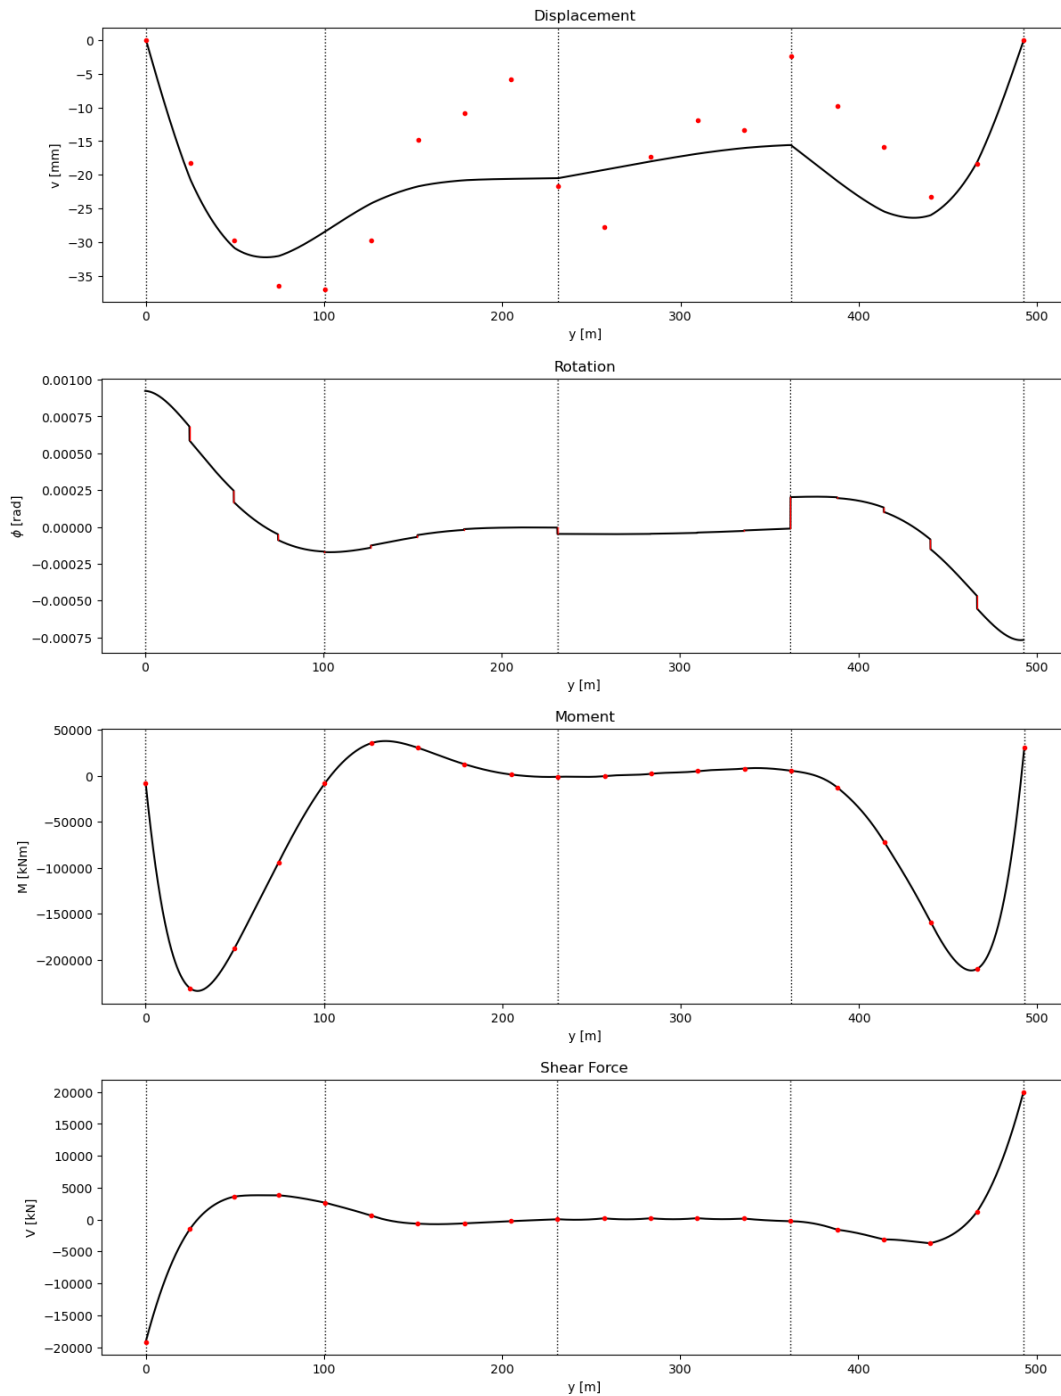 Displacement
0
−5
−10
−15
−20
−25
−30
−35
v [mm]
0 100 200 300 400 500
y [m]
Rotation
0.00100
0.00075
0.00050
0.00025
0.00000
−0.00025
−0.00050
−0.00075
ϕ [rad]
0 100 200 300 400 500
y [m]
Moment
50000
0
−50000
−100000
−150000
−200000
M [kNm]
0 100 200 300 400 500
y [m]
Shear Force
20000
15000
10000
5000
0
−5000
−10000
−15000
−20000
V [kN]
0 100 200 300 400 500
y [m]